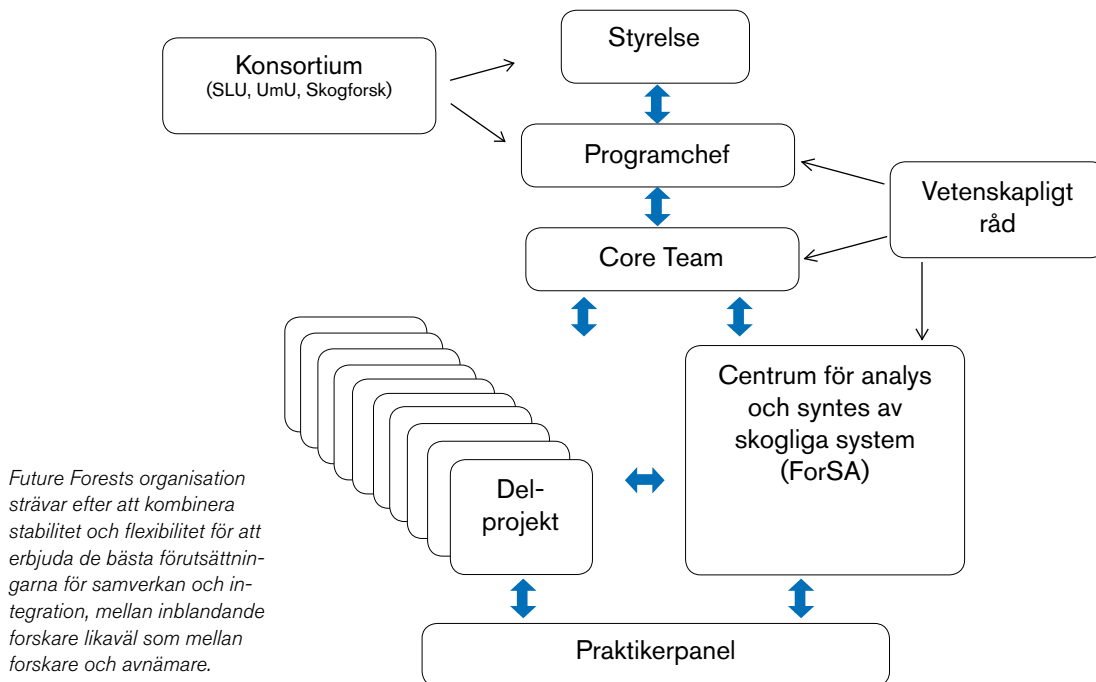 Styrelse
Konsortium
(SLU, UmU, Skogforsk)
Programchef
Vetenskapligt
råd
Core Team
Centrum för analys
och syntes av
skogliga system
(ForSA)
Del-
projekt
Future Forests organisation
strävar efter att kombinera
stabilitet och flexibilitet för att
erbjuda de bästa förutsättnin-
garna för samverkan och in-
tegration, mellan inblandande
forskare likaväl som mellan
forskare och avnämare.
Praktikerpanel